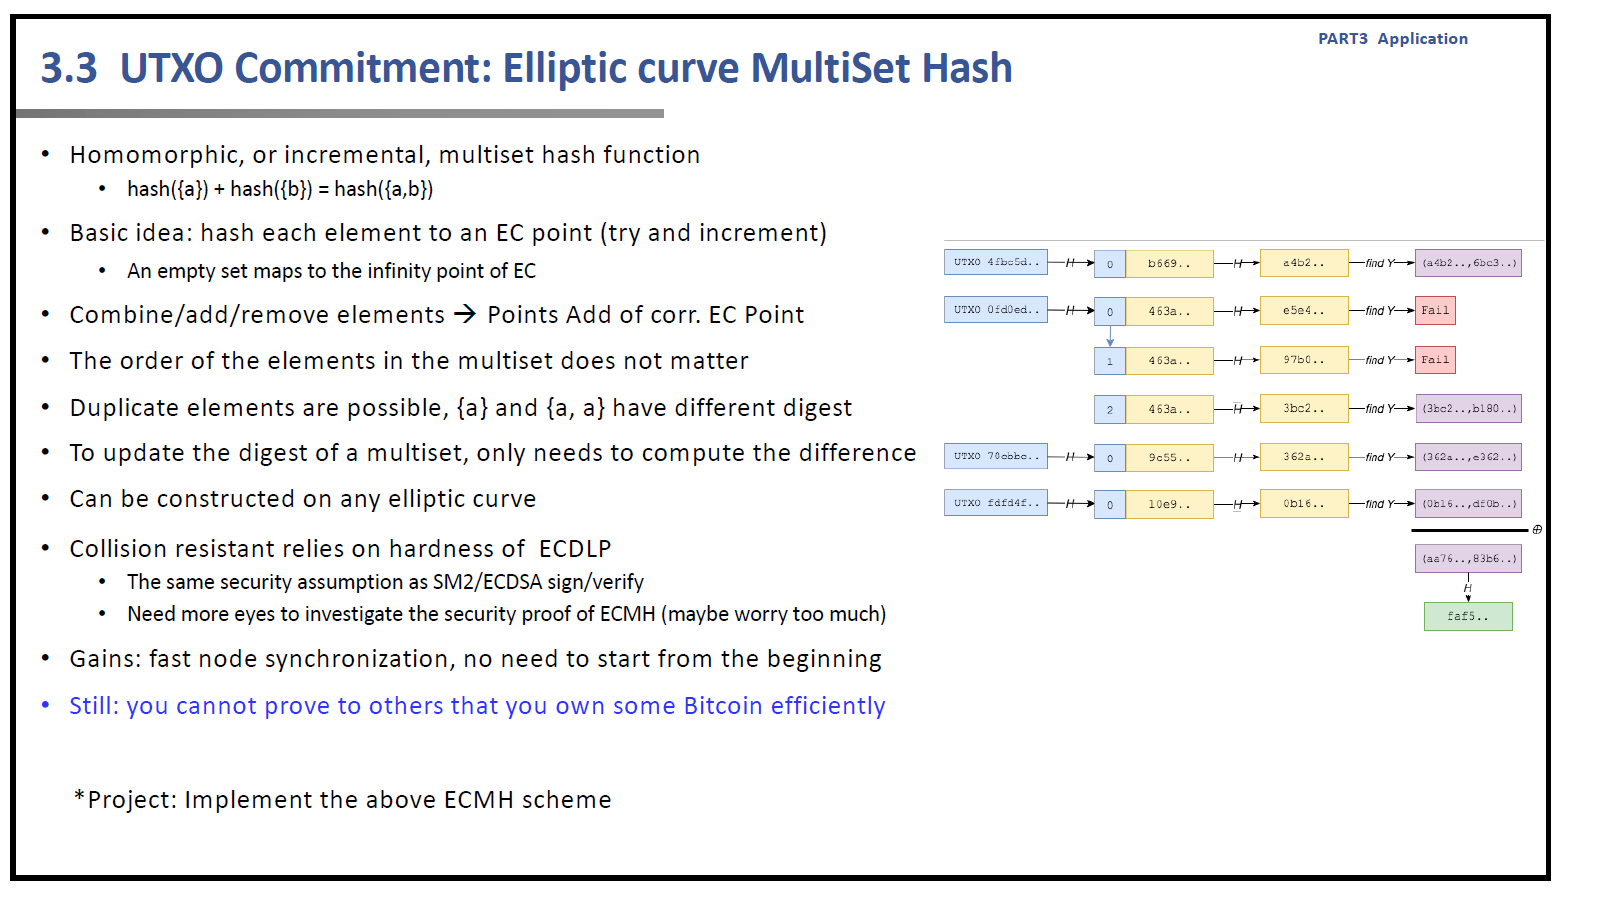 PART3 Application
3.3 UTXO Commitment: Elliptic curve MultiSet Hash
• Homomorphic, or incremental, multiset hash function
• hash({a}) + hash({b}) = hash({a,b})
• Basic idea: hash each element to an EC point (try and increment)
• An empty set maps to the infinity point of EC
• Combine/add/remove elements → Points Add of corr. EC Point
• The order of the elements in the multiset does not matter
• Duplicate elements are possible, {a} and {a, a} have different digest
• To update the digest of a multiset, only needs to compute the difference
• Can be constructed on any elliptic curve
• Collision resistant relies on hardness of ECDLP
• The same security assumption as SM2/ECDSA sign/verify
• Need more eyes to investigate the security proof of ECMH (maybe worry too much)
• Gains: fast node synchronization, no need to start from the beginning
• Still: you cannot prove to others that you own some Bitcoin efficiently
*Project: Implement the above ECMH scheme
UTXO 4fbc5d.. H 0 b669.. H a4b2.. find Y (a4b2..,6bc3..)
UTXO 0fd0ed.. H 0 463a.. H e5e4.. find Y Fail
1 463a.. H 97b0.. find Y Fail
2 463a.. H 3bc2.. find Y (3bc2..,b180..)
UTXO 70cbbc.. H 0 9c55.. H 362a.. find Y (362a..,e362..)
UTXO fdfd4f.. H 0 10e9.. H 0b16.. find Y (0b16..,df0b..)
⊕
(aa76..,83b6..)
H
faf5..